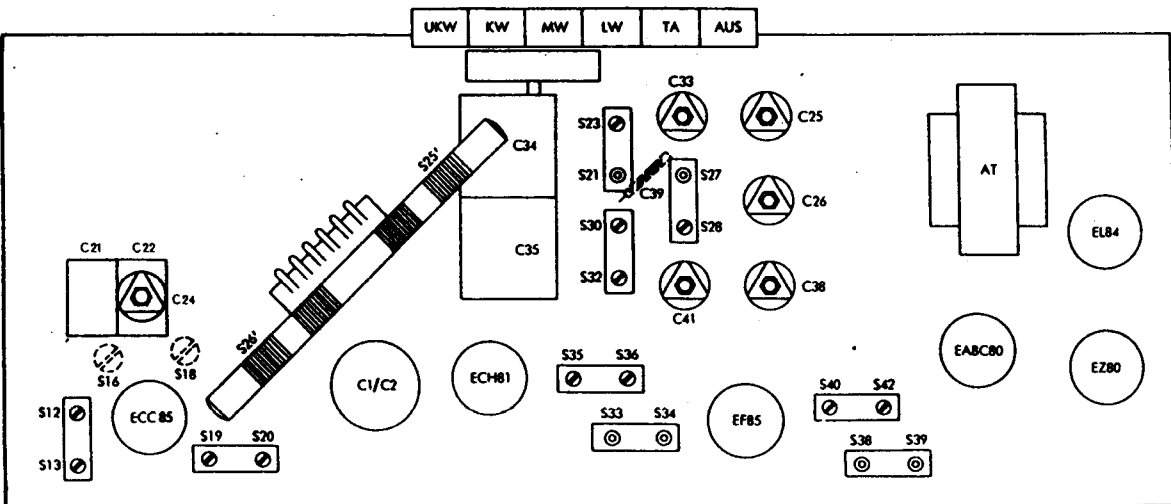 UKW KW MW LW TA AUS
C33
C25
S23
C34
S25'
S21
C39
S27
AT
C26
S30
S28
EL84
C21 C22
C35
C24
S32
C38
C41
S26'
S16
S18
C1/C2
ECH81
S35 S36
EABC80
EZ80
S12
ECC85
S40 S42
S33 S34
EF85
S13
S19 S20
S38 S39